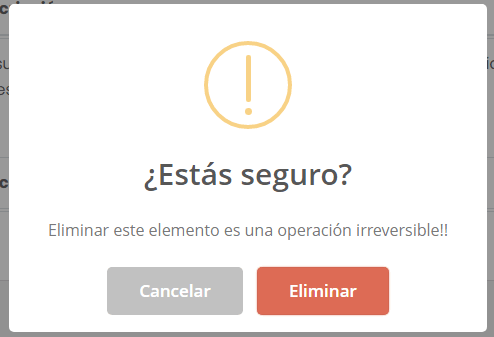 ¿Estás seguro?
Eliminar este elemento es una operación irreversible!!
Cancelar
Eliminar